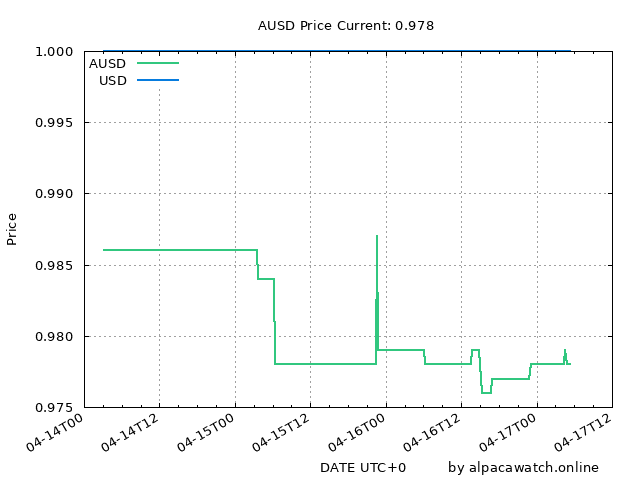 AUSD Price Current: 0.978
1.000
AUSD
USD
0.995
0.990
Price
0.985
0.980
0.975
04-14T00
04-14T12
04-15T00
04-15T12
04-16T00
04-16T12
04-17T00
04-17T12
DATE UTC+0 by alpacawatch.online